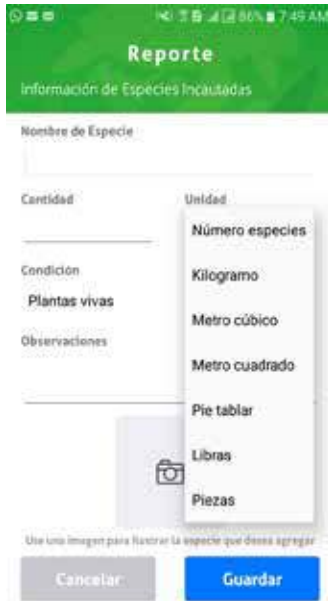 86% 7:49 AM
Reporte
Información de Especies Incautadas
Nombre de Especie
Cantidad
Unidad
Número especies
Kilogramo
Condición
Plantas vivas
Metro cúbico
Observaciones
Metro cuadrado
Pie tablar
Libras
Piezas
Use una imagen para ilustrar la especie que desea agregar
Cancelar
Guardar